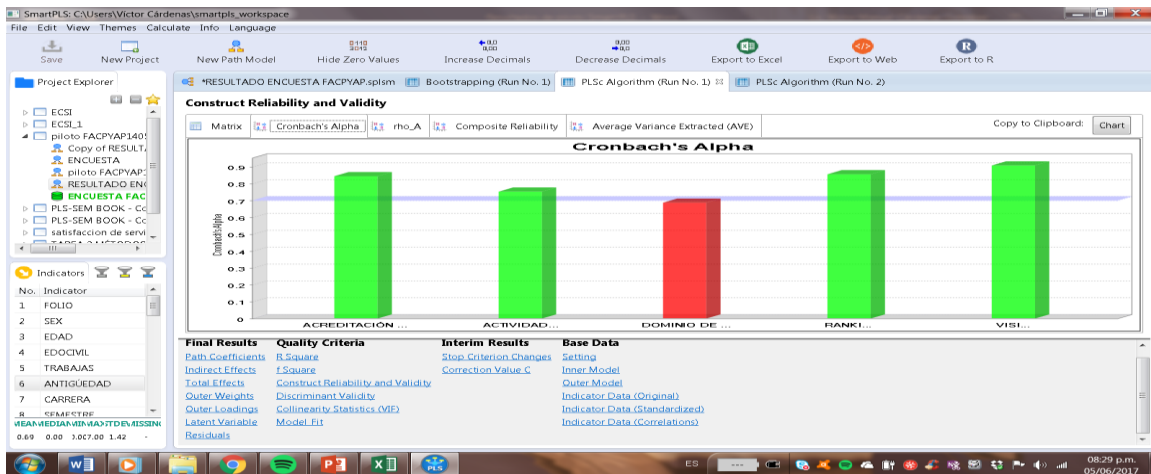 SmartPLS: C:\Users\Víctor Cárdenas\smartpls_workspace
File Edit View Themes Calculate Info Language
Save New Project New Path Model Hide Zero Values Increase Decimals Decrease Decimals Export to Excel Export to Web Export to R
Project Explorer
ECSI
ECSI_1
piloto FACPYAP140
Copy of RESULT
ENCUESTA
piloto FACPYAP
RESULTADO EN
ENCUESTA FAC
PLS-SEM BOOK - Co
PLS-SEM BOOK - Co
satisfaccion de servi
Indicators
No. Indicator
1 FOLIO
2 SEX
3 EDAD
4 EDOCIVIL
5 TRABAJAS
6 ANTIGÜEDAD
7 CARRERA
8 SEMESTRE
0.69 0.00 7.00 1.42 -
*RESULTADO ENCUESTA FACPYAP.splsm Bootstrapping (Run No. 1) PLSc Algorithm (Run No. 1) PLSc Algorithm (Run No. 2)
Construct Reliability and Validity
Matrix Cronbach's Alpha rho_A Composite Reliability Average Variance Extracted (AVE) Copy to Clipboard: Chart
Cronbach's Alpha
Cronbach's Alpha
0.9
0.8
0.7
0.6
0.5
0.4
0.3
0.2
0.1
0
ACREDITACIÓN ... ACTIVIDAD... DOMINIO DE ... RANKI... VISI...
Final Results Quality Criteria Interim Results Base Data
Path Coefficients R Square Stop Criterion Changes Setting
Indirect Effects f Square Correction Value C Inner Model
Total Effects Construct Reliability and Validity Outer Model
Outer Weights Discriminant Validity Indicator Data (Original)
Outer Loadings Collinearity Statistics (VIF) Indicator Data (Standardized)
Latent Variable Model_Fit Indicator Data (Correlations)
Residuals
ES
08:29 p.m.
05/06/2017